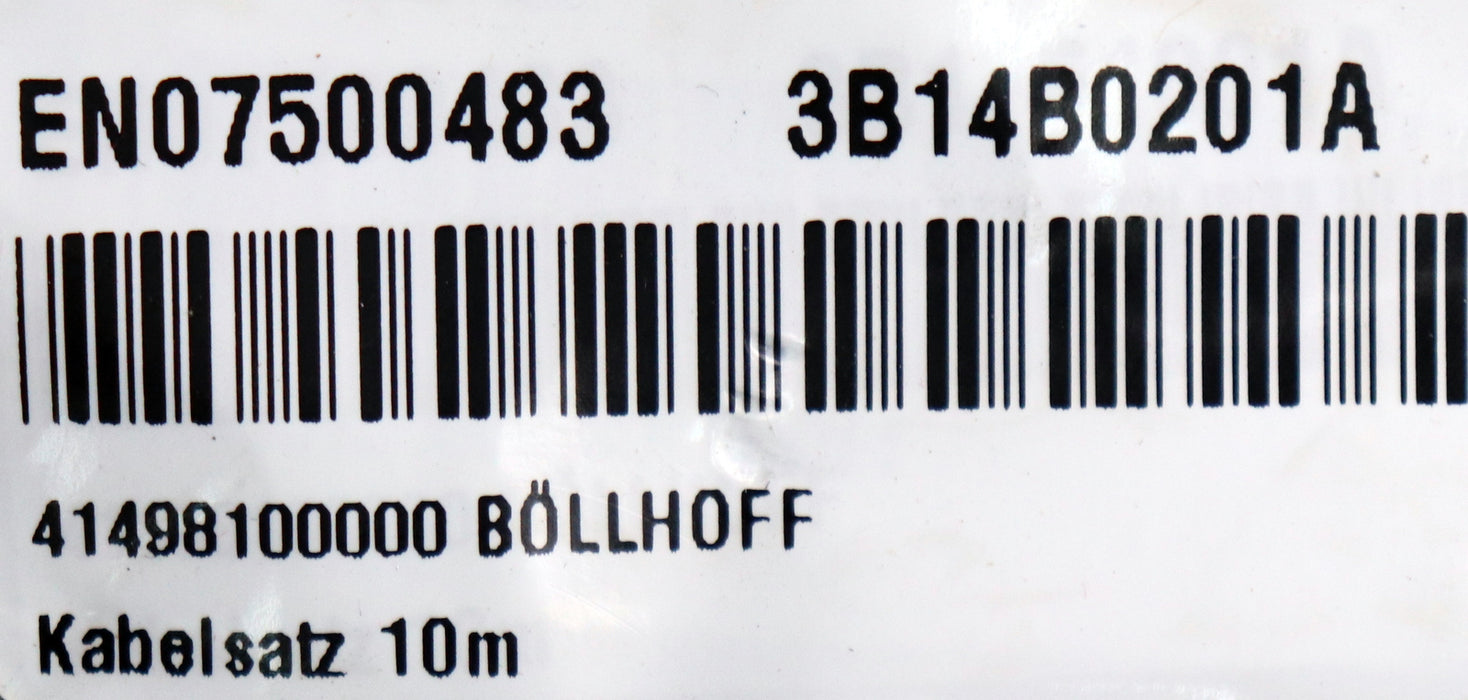 EN07500483 3B14B0201A
41498100000 BÖLLHOFF
Kabelsatz 10m